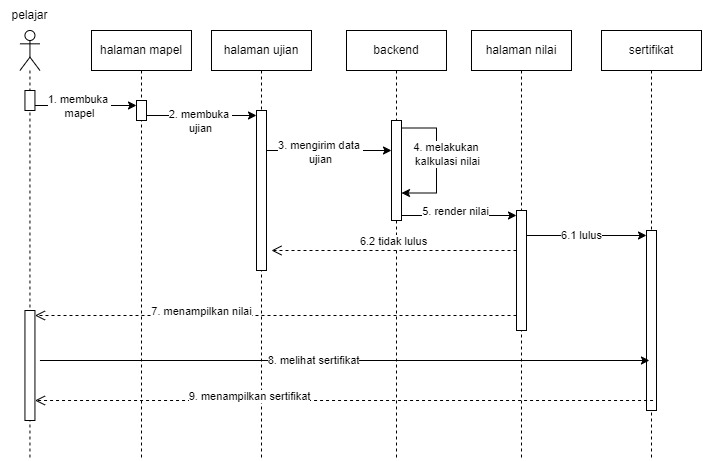 pelajar
halaman mapel
halaman ujian
backend
halaman nilai
sertifikat
1. membuka
mapel
2. membuka
ujian
3. mengirim data
ujian
4. melakukan
kalkulasi nilai
5. render nilai
6.1 lulus
6.2 tidak lulus
7. menampilkan nilai
8. melihat sertifikat
9. menampilkan sertifikat